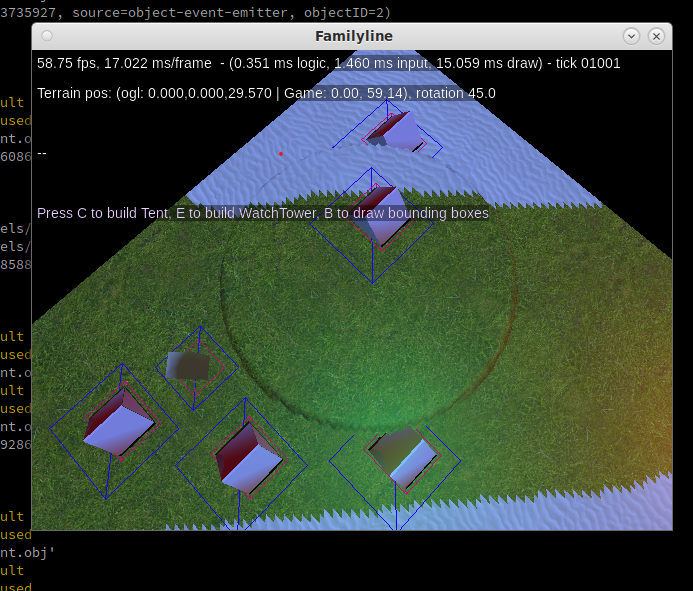 3735927, source=object-event-emitter, objectID=2)
Familyline
58.75 fps, 17.022 ms/frame  - (0.351 ms logic, 1.460 ms input, 15.059 ms draw) - tick 01001
Terrain pos: (ogl: 0.000,0.000,29.570 | Game: 0.00, 59.14), rotation 45.0
ult
used
nt.o
6086
--
Press C to build Tent, E to build WatchTower, B to draw bounding boxes
els/
els/
8588
ult
used
nt.o
ult
used
nt.o
9286
ult
used
nt.obj'
ult
used